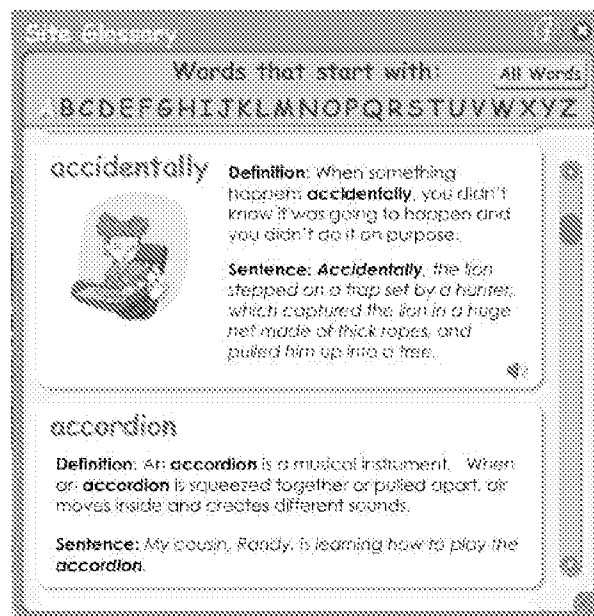 Site Glossary
Words that start with:
All Words
B C D E F G H I J K L M N O P Q R S T U V W X Y Z
accidentally
Definition: When something
happens accidentally, you didn't
know it was going to happen and
you didn't do it on purpose.
Sentence: Accidentally, the lion
stepped on a trap set by a hunter,
which captured the lion in a huge
net made of thick ropes, and
pulled him up into a tree.
accordion
Definition: An accordion is a musical instrument. When
an accordion is squeezed together or pulled apart, air
moves inside and creates different sounds.
Sentence: My cousin, Randy, is learning how to play the
accordion.